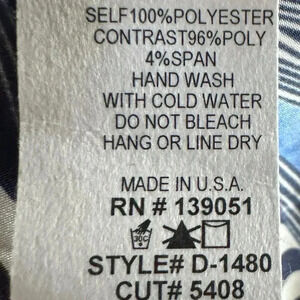 SELF100%POLYESTER
CONTRAST96%POLY
4%SPAN
HAND WASH
WITH COLD WATER
DO NOT BLEACH
HANG OR LINE DRY
MADE IN U.S.A.
RN # 139051
30C
STYLE# D-1480
CUT# 5408